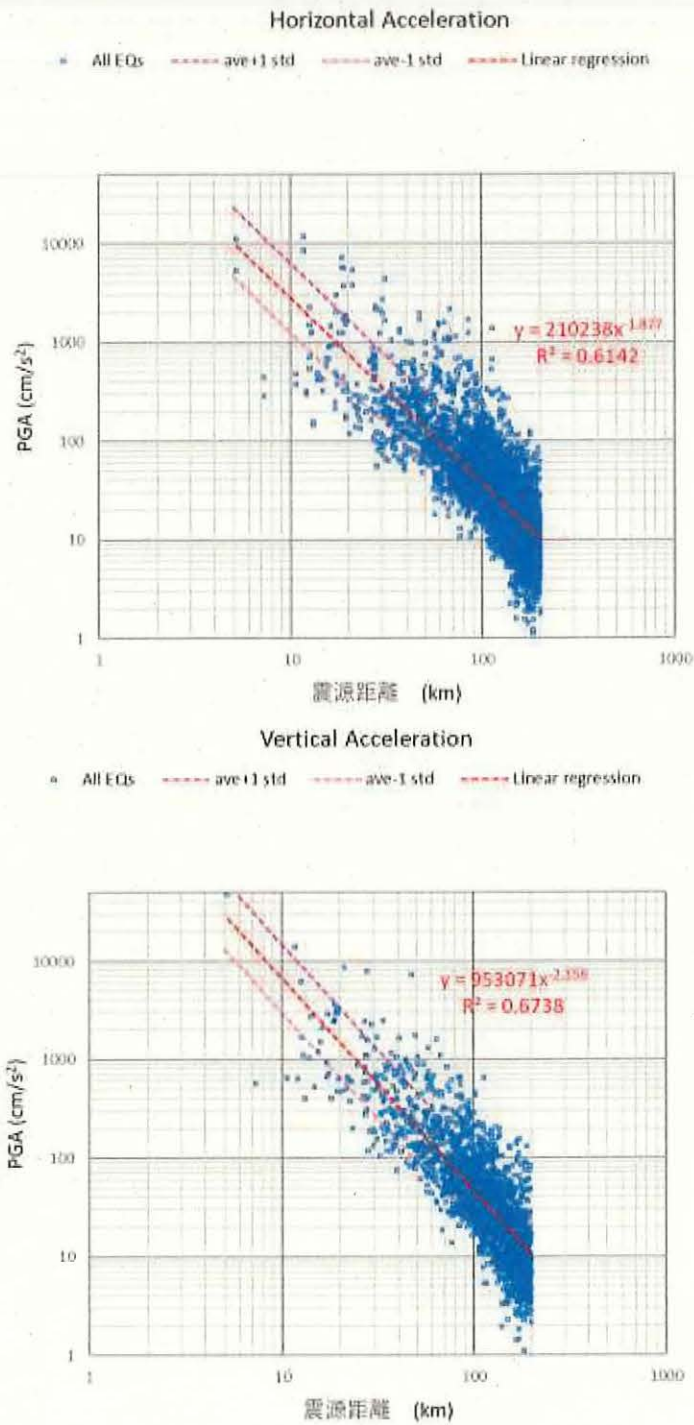 Horizontal Acceleration
All EQs ave+1 std ave-1 std Linear regression
10000
1000
100
10
1
PGA (cm/s²)
y = 210238x^-1.877
R² = 0.6142
1 10 100 1000
震源距離 (km)
Vertical Acceleration
All EQs ave+1 std ave-1 std Linear regression
10000
1000
100
10
1
PGA (cm/s²)
R² = 0.6738
1 10 100 1000
震源距離 (km)